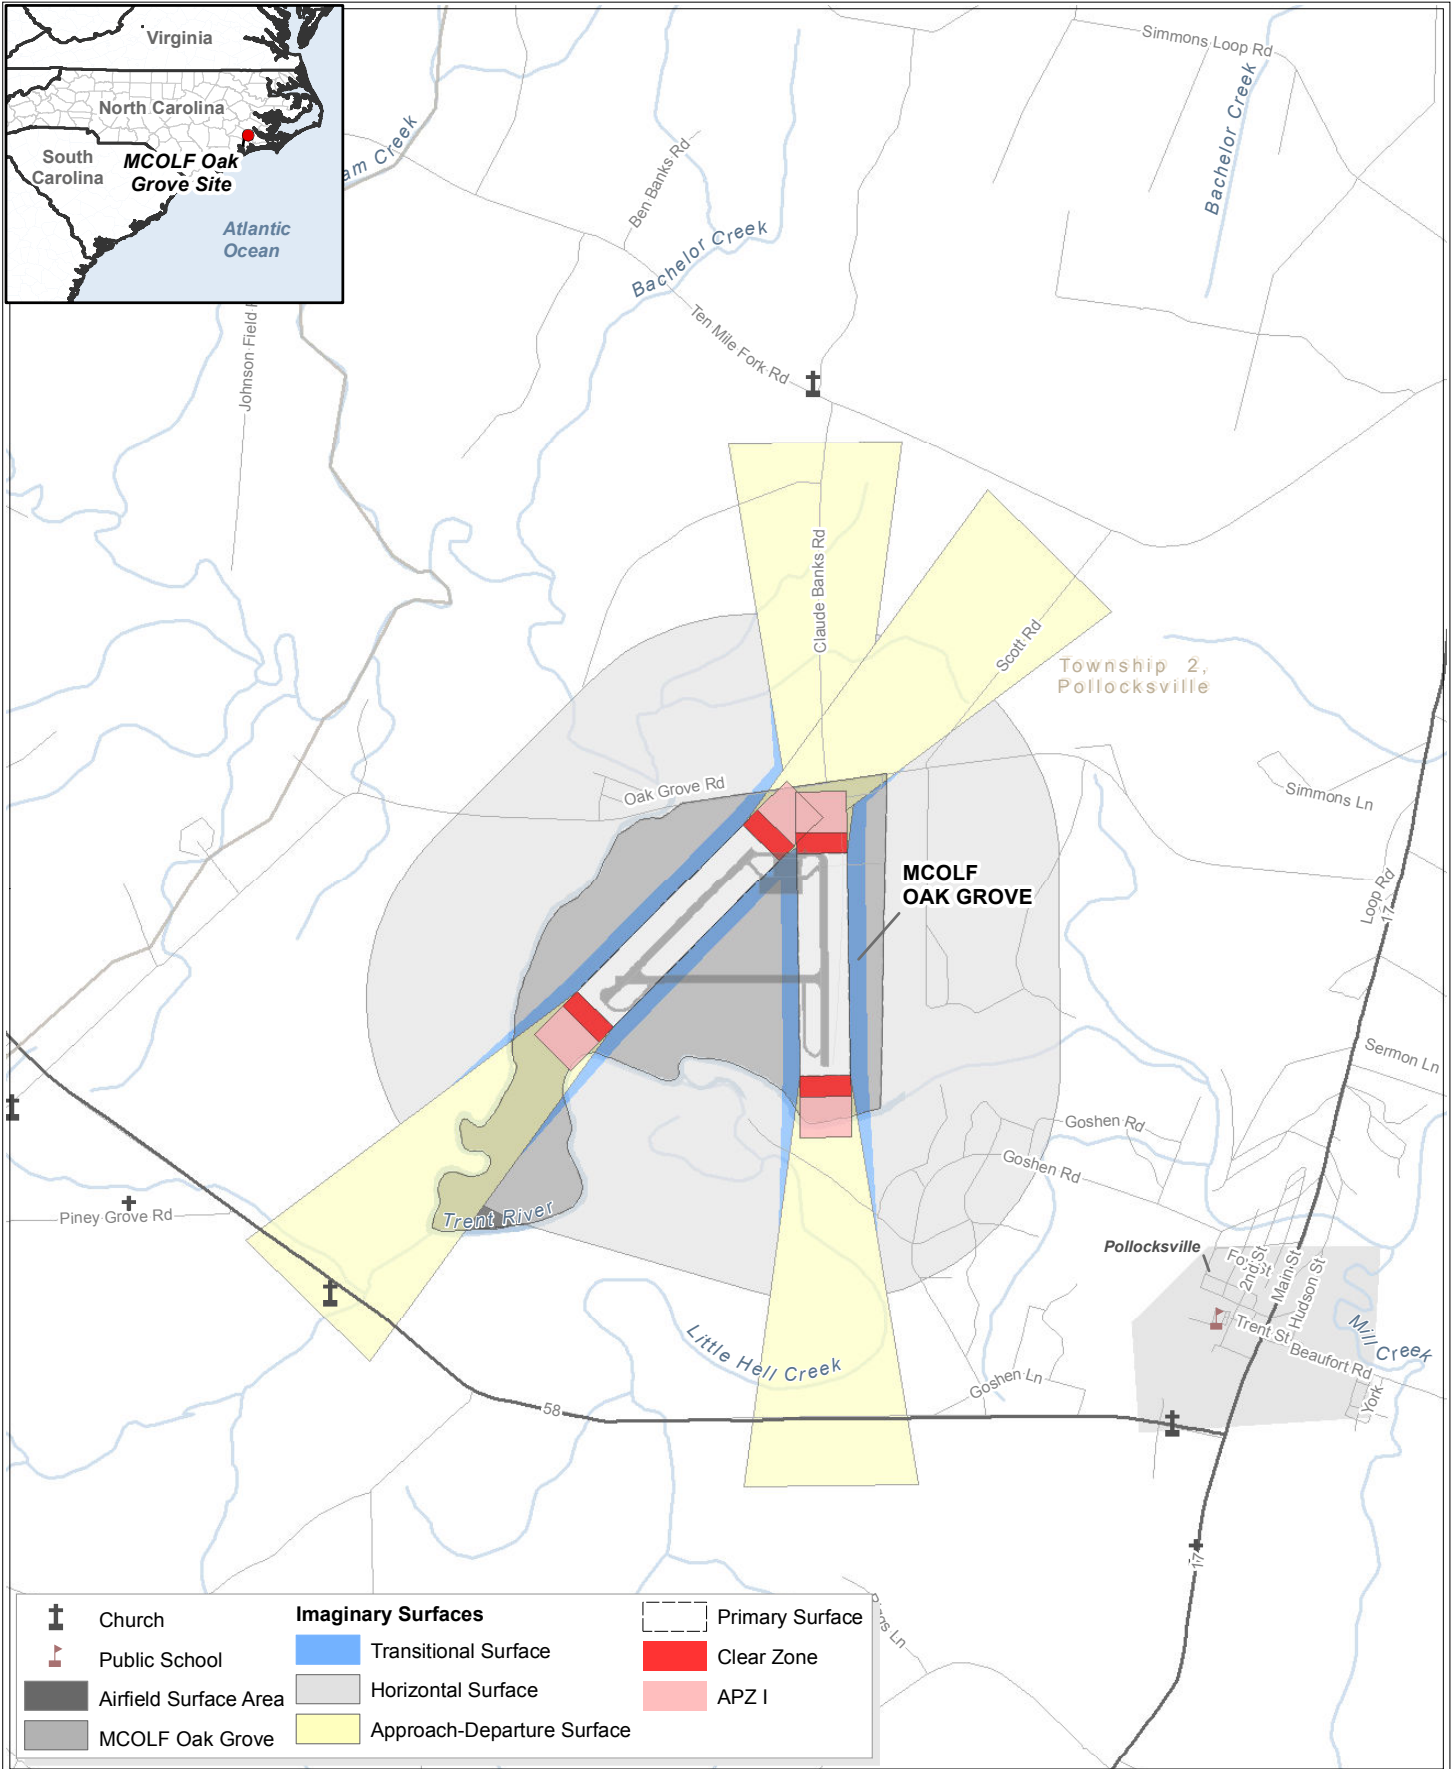 Virginia
North Carolina
South
Carolina
MCOLF Oak
Grove Site
Atlantic
Ocean
Simmons Loop Rd
Bachelor Creek
am Creek
Ben Banks Rd
Bachelor Creek
Johnson Field
Ten Mile Fork Rd
Claude Banks Rd
Scott Rd
Township 2,
Pollocksville
Oak Grove Rd
Simmons Ln
MCOLF
OAK GROVE
Loop Rd
17
Sermon Ln
Goshen Rd
Goshen Rd
Piney Grove Rd
Trent River
Pollocksville
2nd St
Main St
Hudson St
Trent St
Beaufort Rd
Mill Creek
York
Little Hell Creek
Goshen Ln
58
17
Ln
Church
Public School
Airfield Surface Area
MCOLF Oak Grove
Imaginary Surfaces
Transitional Surface
Horizontal Surface
Approach-Departure Surface
Primary Surface
Clear Zone
APZ I